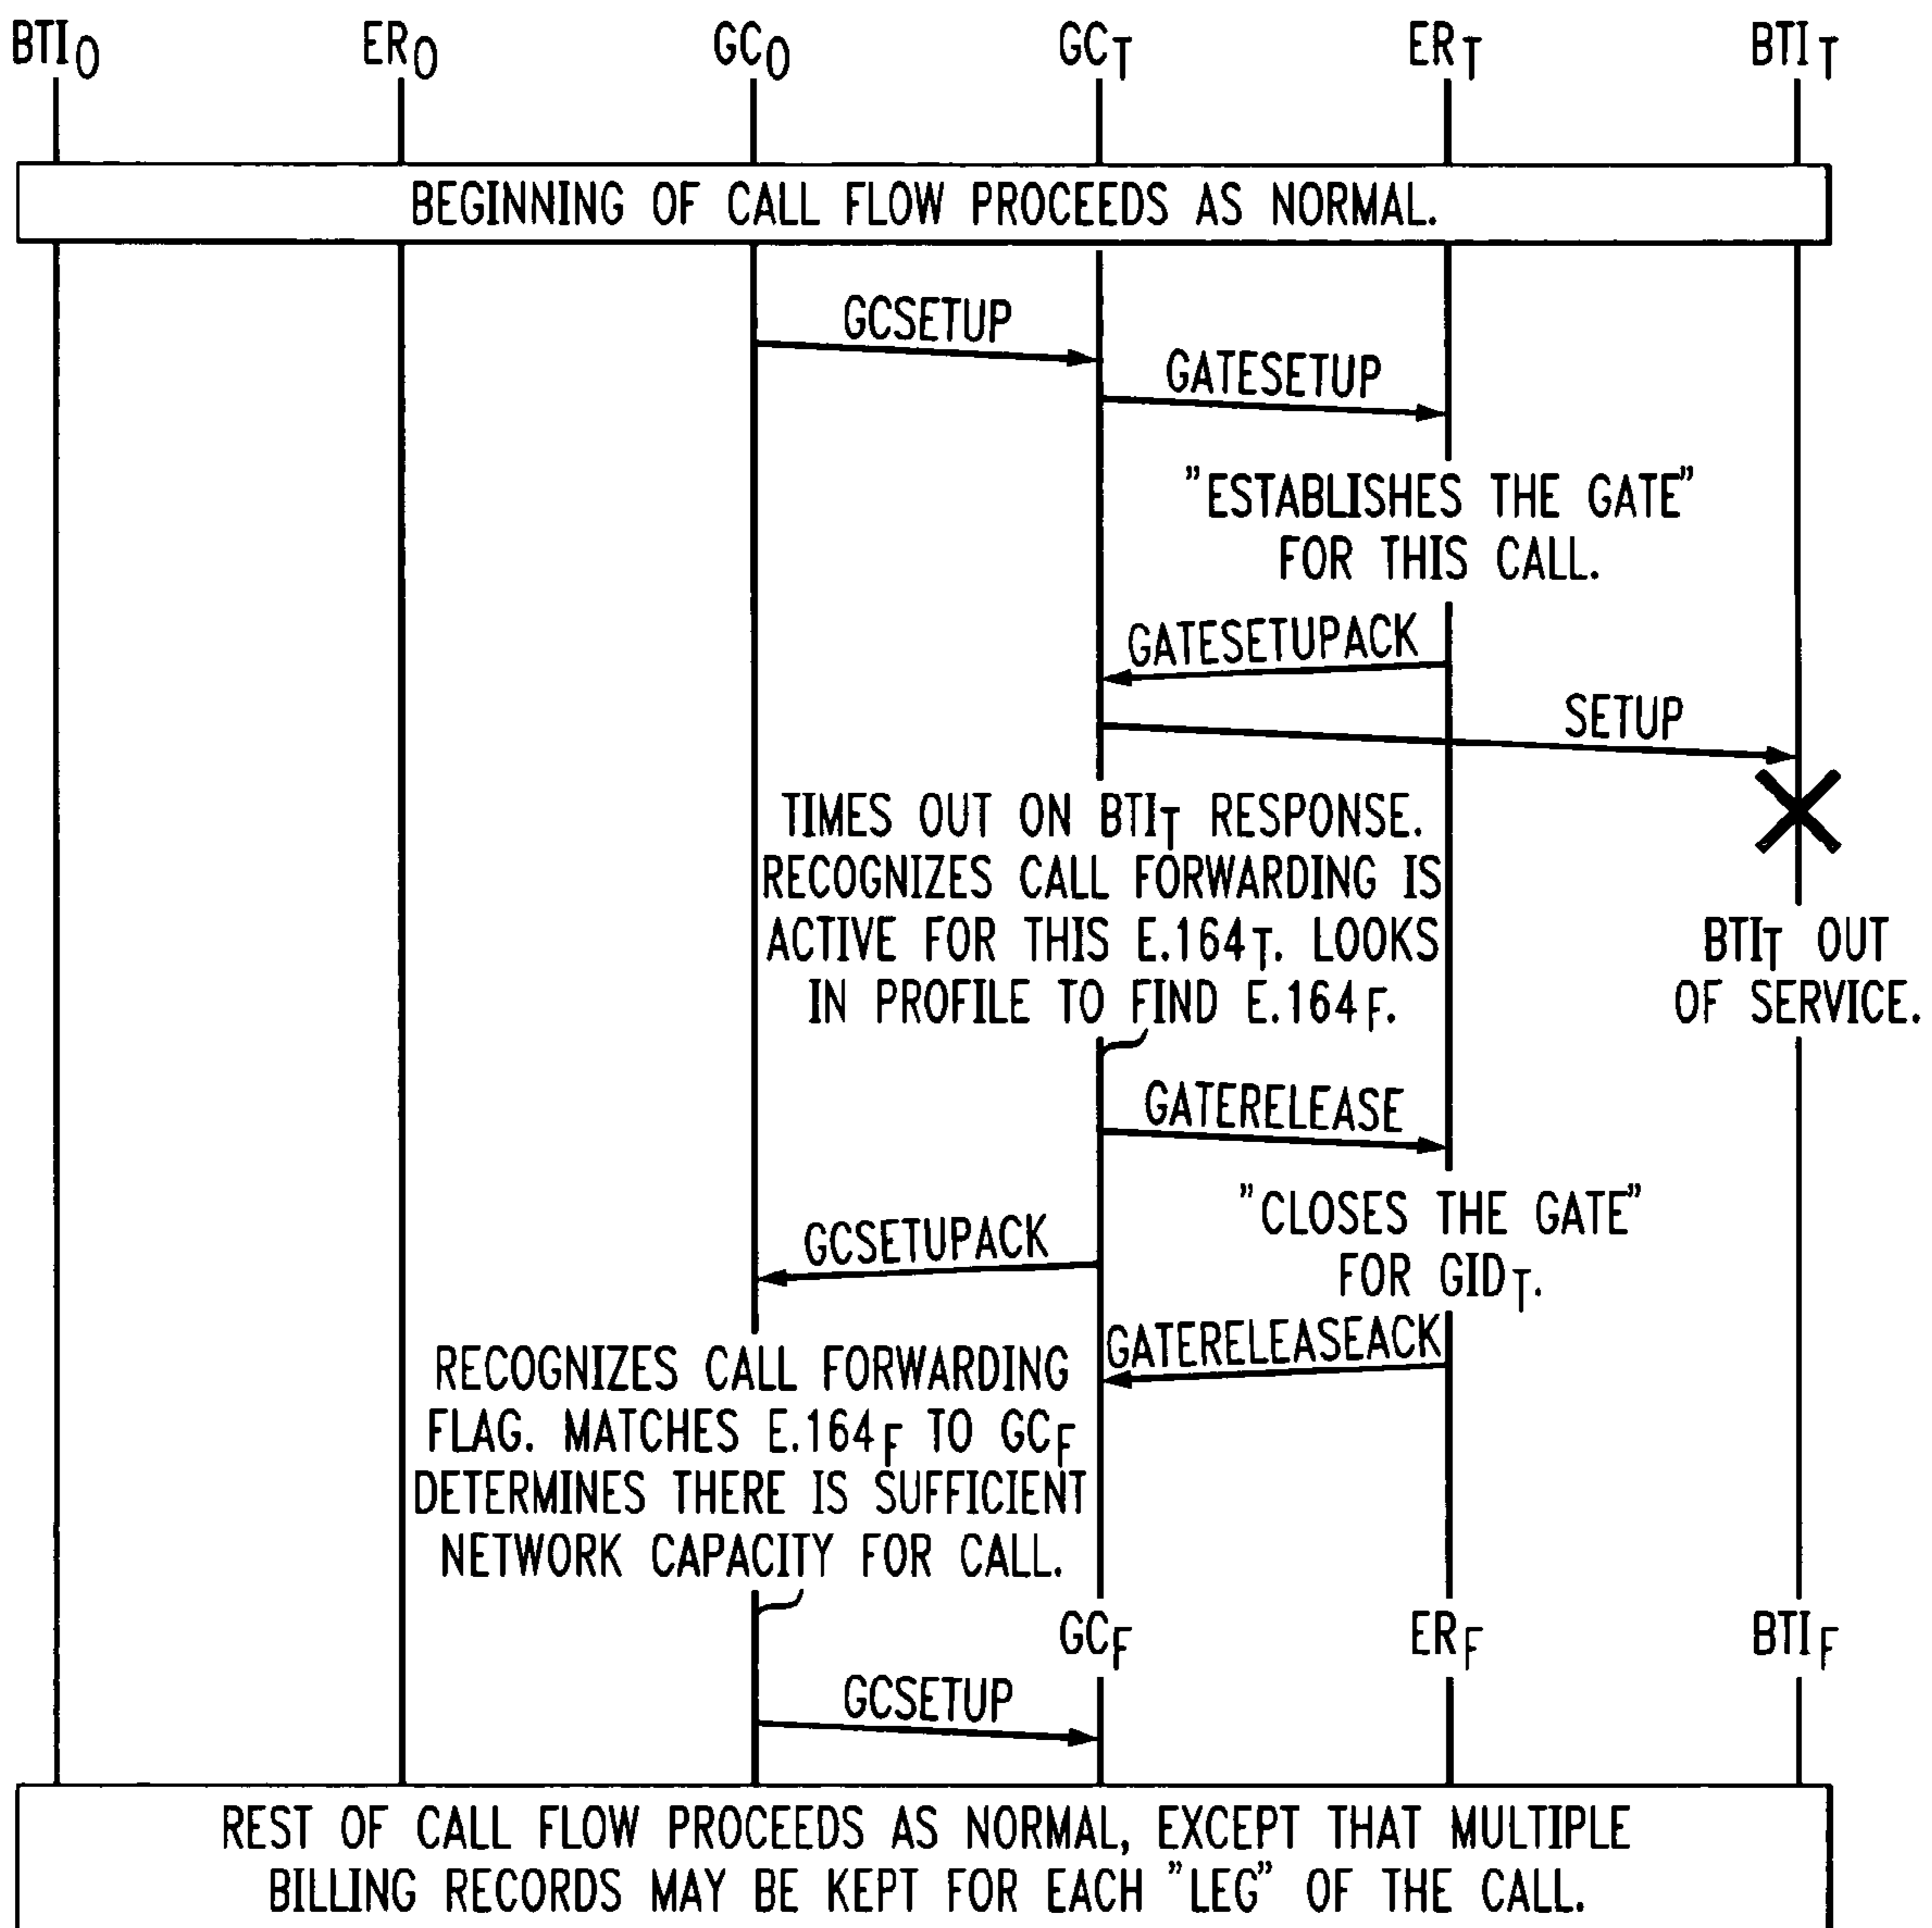 BTIO ERO GCO GCT ERT BTIT
BEGINNING OF CALL FLOW PROCEEDS AS NORMAL.
GCSETUP
GATESETUP
"ESTABLISHES THE GATE"
FOR THIS CALL.
GATESETUPACK
SETUP
TIMES OUT ON BTIT RESPONSE.
RECOGNIZES CALL FORWARDING IS
ACTIVE FOR THIS E.164T. LOOKS
IN PROFILE TO FIND E.164F.
BTIT OUT
OF SERVICE.
GATERELEASE
"CLOSES THE GATE"
FOR GIDT.
GCSETUPACK
GATERELEASEACK
RECOGNIZES CALL FORWARDING
FLAG. MATCHES E.164F TO GCF
DETERMINES THERE IS SUFFICIENT
NETWORK CAPACITY FOR CALL.
GCF ERF BTIF
GCSETUP
REST OF CALL FLOW PROCEEDS AS NORMAL, EXCEPT THAT MULTIPLE
BILLING RECORDS MAY BE KEPT FOR EACH "LEG" OF THE CALL.